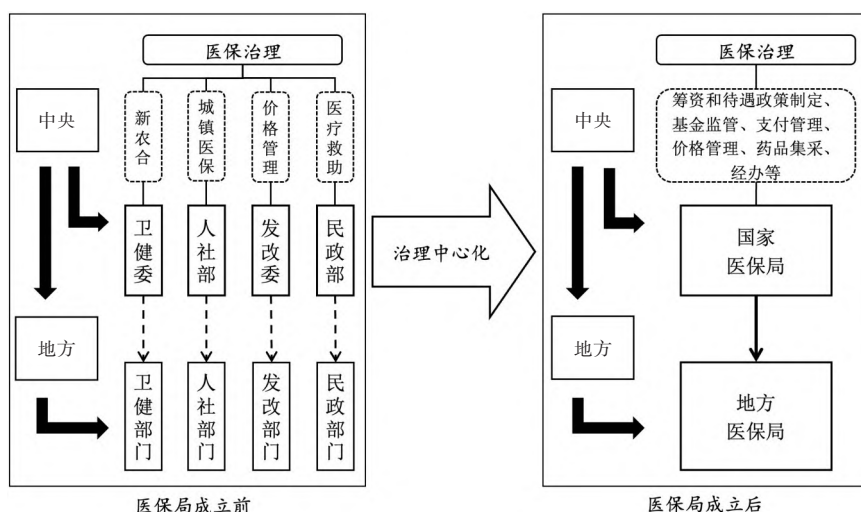 医保治理
中央
新农合
城镇医保
价格管理
医疗救助
卫健委
人社部
发改委
民政部
地方
卫健部门
人社部门
发改部门
民政部门
医保局成立前
治理中心化
医保治理
中央
筹资和待遇政策制定、
基金监管、支付管理、
价格管理、药品集采、
经办等
国家
医保局
地方
地方
医保局
医保局成立后